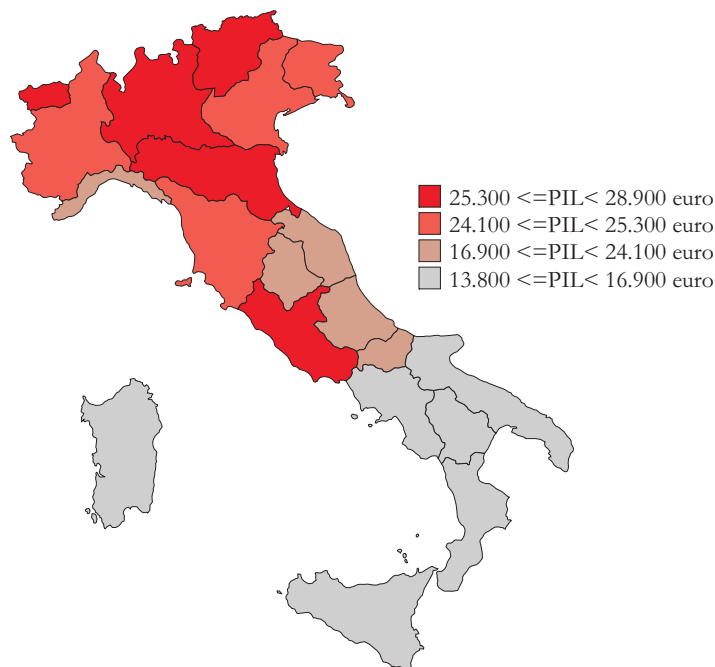 25.300 <=PIL< 28.900 euro
24.100 <=PIL< 25.300 euro
16.900 <=PIL< 24.100 euro
13.800 <=PIL< 16.900 euro